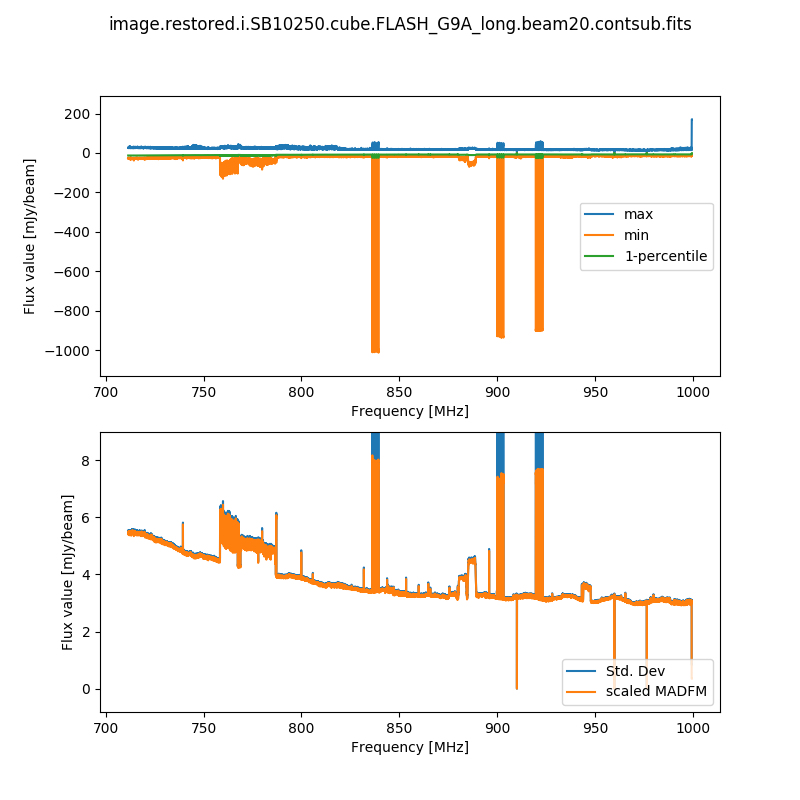 image.restored.i.SB10250.cube.FLASH_G9A_long.beam20.contsub.fits
200
0
−200
−400
−600
−800
−1000
Flux value [mJy/beam]
max
min
1-percentile
700 750 800 850 900 950 1000
Frequency [MHz]
8
6
4
2
0
Flux value [mJy/beam]
Std. Dev
scaled MADFM
700 750 800 850 900 950 1000
Frequency [MHz]